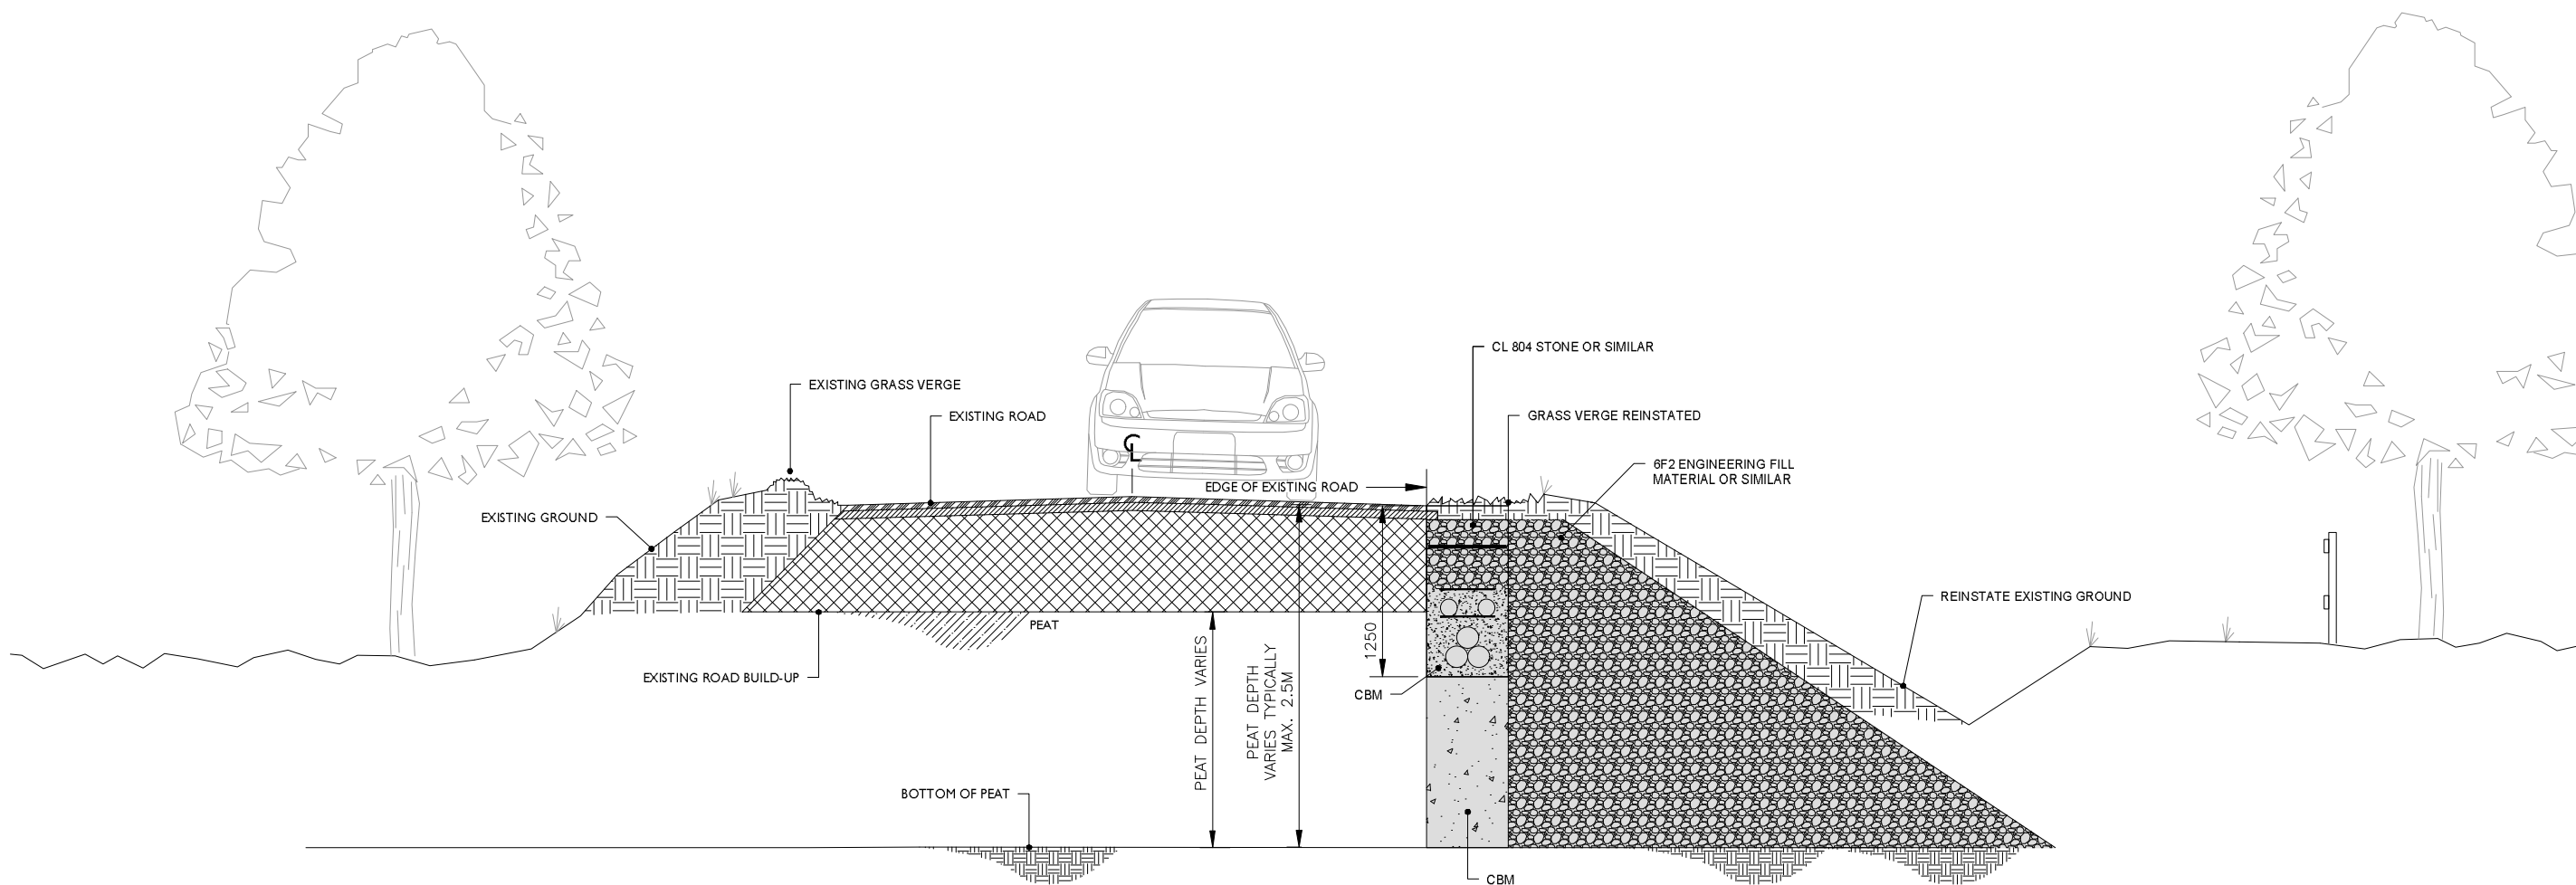 CL 804 STONE OR SIMILAR
EXISTING GRASS VERGE
EXISTING ROAD
GRASS VERGE REINSTATED
CL
6F2 ENGINEERING FILL
MATERIAL OR SIMILAR
EDGE OF EXISTING ROAD
EXISTING GROUND
REINSTATE EXISTING GROUND
PEAT
1250
EXISTING ROAD BUILD-UP
PEAT DEPTH VARIES
PEAT DEPTH
VARIES TYPICALLY
MAX. 2.5M
CBM
BOTTOM OF PEAT
CBM